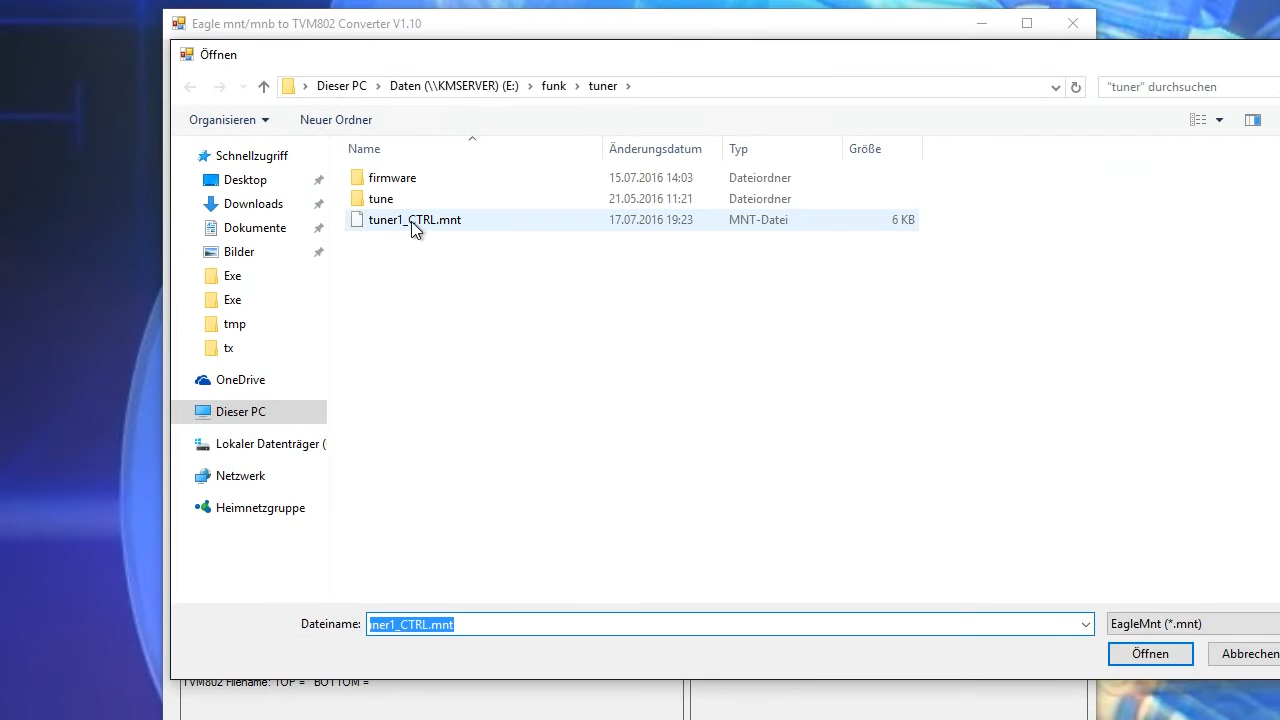 Eagle mnt/mnb to TVM802 Converter V1.10
Öffnen
Dieser PC > Daten (\\KMSERVER) (E:) > funk > tuner >
"tuner" durchsuchen
Organisieren
Neuer Ordner
Name Änderungsdatum Typ Größe
Schnellzugriff
Desktop
Downloads
Dokumente
Bilder
Exe
Exe
tmp
tx
OneDrive
Dieser PC
Lokaler Datenträger (
Netzwerk
Heimnetzgruppe
firmware 15.07.2016 14:03 Dateiordner
tune 21.05.2016 11:21 Dateiordner
tuner1_CTRL.mnt 17.07.2016 19:23 MNT-Datei 6 KB
Dateiname: uner1_CTRL.mnt
EagleMnt (*.mnt)
Öffnen
Abbrechen
TVM802 Filename: TOP = BOTTOM =